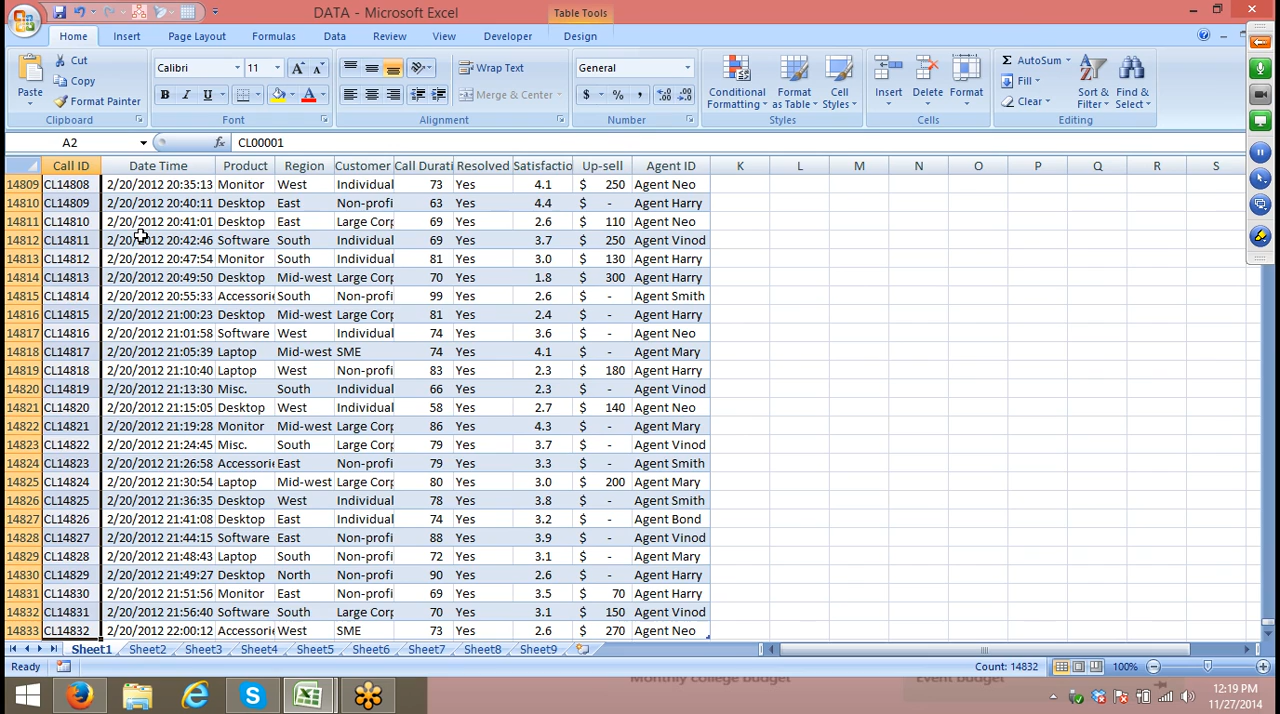 DATA - Microsoft Excel
Table Tools
Home Insert Page Layout Formulas Data Review View Developer Design
Paste
Cut
Copy
Format Painter
Clipboard
Calibri 11
B I U
Font
Wrap Text
Merge & Center
Alignment
General
$ % ,
Number
Conditional Formatting
Format as Table
Cell Styles
Styles
Insert Delete Format
Cells
AutoSum
Fill
Clear
Sort & Filter
Find & Select
Editing
A2 fx CL00001
Call ID Date Time Product Region Customer Call Durati Resolved Satisfactio Up-sell Agent ID K L M N O P Q R S
14809 CL14808 2/20/2012 20:35:13 Monitor West Individual 73 Yes 4.1 $ 250 Agent Neo
14810 CL14809 2/20/2012 20:40:11 Desktop East Non-profi 63 Yes 4.4 $ - Agent Harry
14811 CL14810 2/20/2012 20:41:01 Desktop East Large Corp 69 Yes 2.6 $ 110 Agent Neo
14812 CL14811 2/20/2012 20:42:46 Software South Individual 69 Yes 3.7 $ 250 Agent Vinod
14813 CL14812 2/20/2012 20:47:54 Monitor South Individual 81 Yes 3.0 $ 130 Agent Harry
14814 CL14813 2/20/2012 20:49:50 Desktop Mid-west Large Corp 70 Yes 1.8 $ 300 Agent Harry
14815 CL14814 2/20/2012 20:55:33 Accessorie South Non-profi 99 Yes 2.6 $ - Agent Smith
14816 CL14815 2/20/2012 21:00:23 Desktop Mid-west Large Corp 81 Yes 2.4 $ - Agent Harry
14817 CL14816 2/20/2012 21:01:58 Software West Individual 74 Yes 3.6 $ - Agent Neo
14818 CL14817 2/20/2012 21:05:39 Laptop Mid-west SME 74 Yes 4.1 $ - Agent Mary
14819 CL14818 2/20/2012 21:10:40 Laptop West Non-profi 83 Yes 2.3 $ 180 Agent Harry
14820 CL14819 2/20/2012 21:13:30 Misc. South Individual 66 Yes 2.3 $ - Agent Vinod
14821 CL14820 2/20/2012 21:15:05 Desktop West Individual 58 Yes 2.7 $ 140 Agent Neo
14822 CL14821 2/20/2012 21:19:28 Monitor Mid-west Large Corp 86 Yes 4.3 $ - Agent Mary
14823 CL14822 2/20/2012 21:24:45 Misc. South Large Corp 79 Yes 3.7 $ - Agent Vinod
14824 CL14823 2/20/2012 21:26:58 Accessorie East Non-profi 79 Yes 3.3 $ - Agent Smith
14825 CL14824 2/20/2012 21:30:54 Laptop Mid-west Large Corp 78 Yes 3.0 $ 200 Agent Mary
14826 CL14825 2/20/2012 21:36:35 Desktop West Individual 80 Yes 3.8 $ - Agent Smith
14827 CL14826 2/20/2012 21:41:08 Desktop East Individual 74 Yes 3.2 $ - Agent Bond
14828 CL14827 2/20/2012 21:44:15 Software East Non-profi 88 Yes 3.9 $ - Agent Vinod
14829 CL14828 2/20/2012 21:48:43 Laptop South Individual 72 Yes 3.1 $ - Agent Mary
14830 CL14829 2/20/2012 21:49:27 Desktop North Non-profi 90 Yes 2.6 $ - Agent Harry
14831 CL14830 2/20/2012 21:51:56 Monitor East Non-profi 69 Yes 3.5 $ 70 Agent Harry
14832 CL14831 2/20/2012 21:56:40 Software South Large Corp 70 Yes 3.1 $ 150 Agent Vinod
14833 CL14832 2/20/2012 22:00:12 Accessorie West SME 73 Yes 2.6 $ 270 Agent Neo
Sheet1 Sheet2 Sheet3 Sheet4 Sheet5 Sheet6 Sheet7 Sheet8 Sheet9
Ready Count: 14832 100%
Monthly college budget Event budget
12:19 PM
11/27/2014